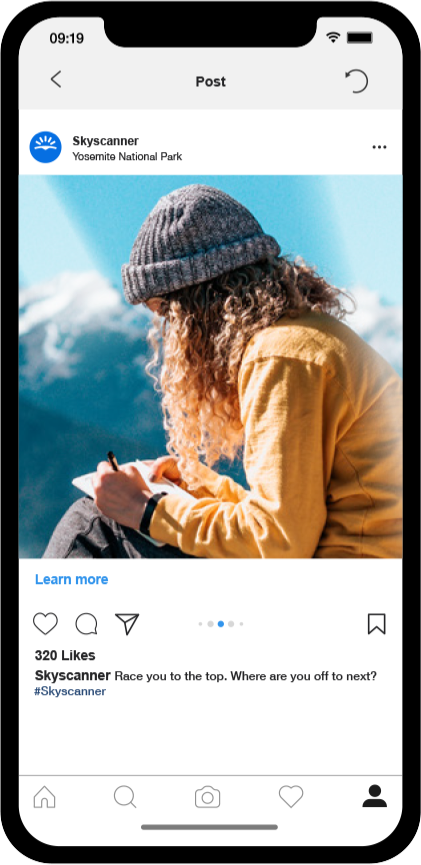 09:19
Post
Skyscanner
Yosemite National Park
Learn more
320 Likes
Skyscanner Race you to the top. Where are you off to next?
#Skyscanner